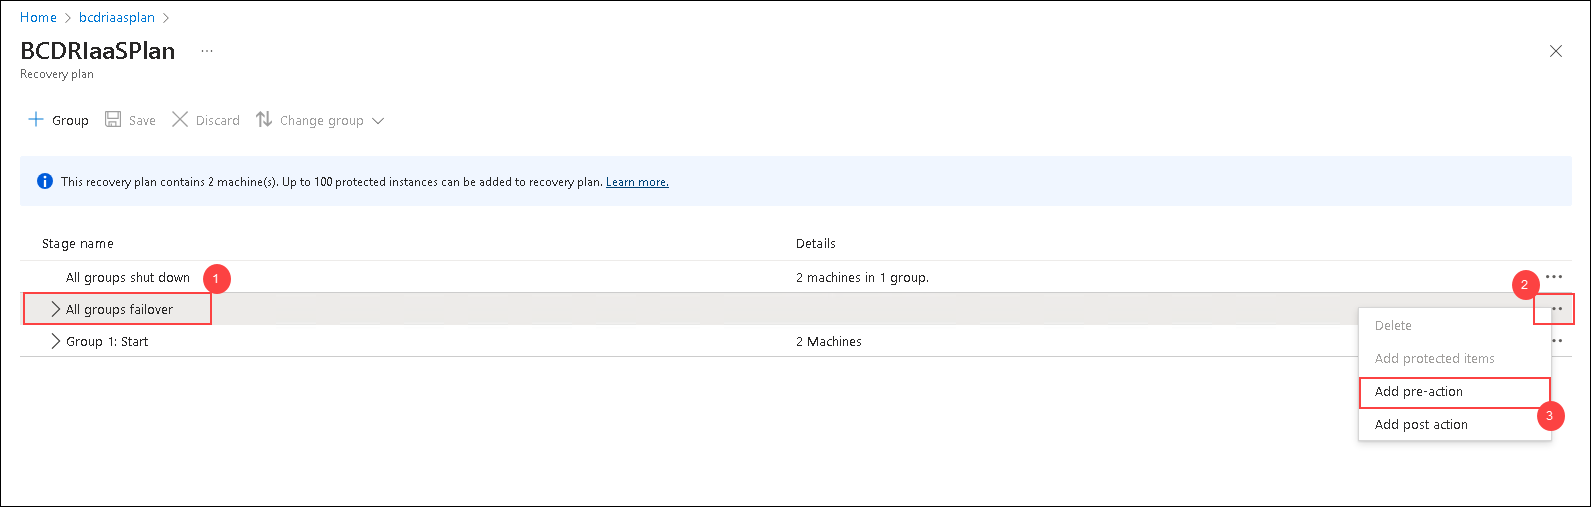 Home > bcdriaasplan >
BCDRIaaSPlan ...
Recovery plan
+ Group Save Discard Change group
This recovery plan contains 2 machine(s). Up to 100 protected instances can be added to recovery plan. Learn more.
Stage name Details
All groups shut down 1 2 machines in 1 group. ...
2
> All groups failover
Delete
> Group 1: Start 2 Machines
Add protected items
Add pre-action
3
Add post action